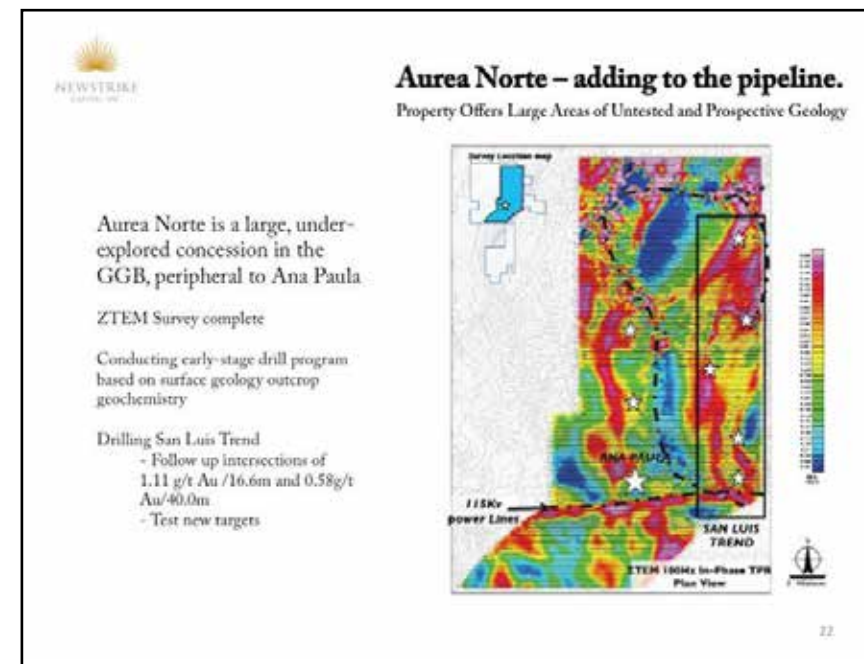 NEWSTRIKE
CAPITAL INC
Aurea Norte – adding to the pipeline.
Property Offers Large Areas of Untested and Prospective Geology
Aurea Norte is a large, under-
explored concession in the
GGB, peripheral to Ana Paula
ZTEM Survey complete
Conducting early-stage drill program
based on surface geology outcrop
geochemistry
Drilling San Luis Trend
- Follow up intersections of
1.11 g/t Au /16.6m and 0.58g/t
Au/40.0m
- Test new targets
Survey Location map
ANA PAULA
115Kv
power Lines
SAN LUIS
TREND
ZTEM 100Hz In-Phase TPR
Plan View
22